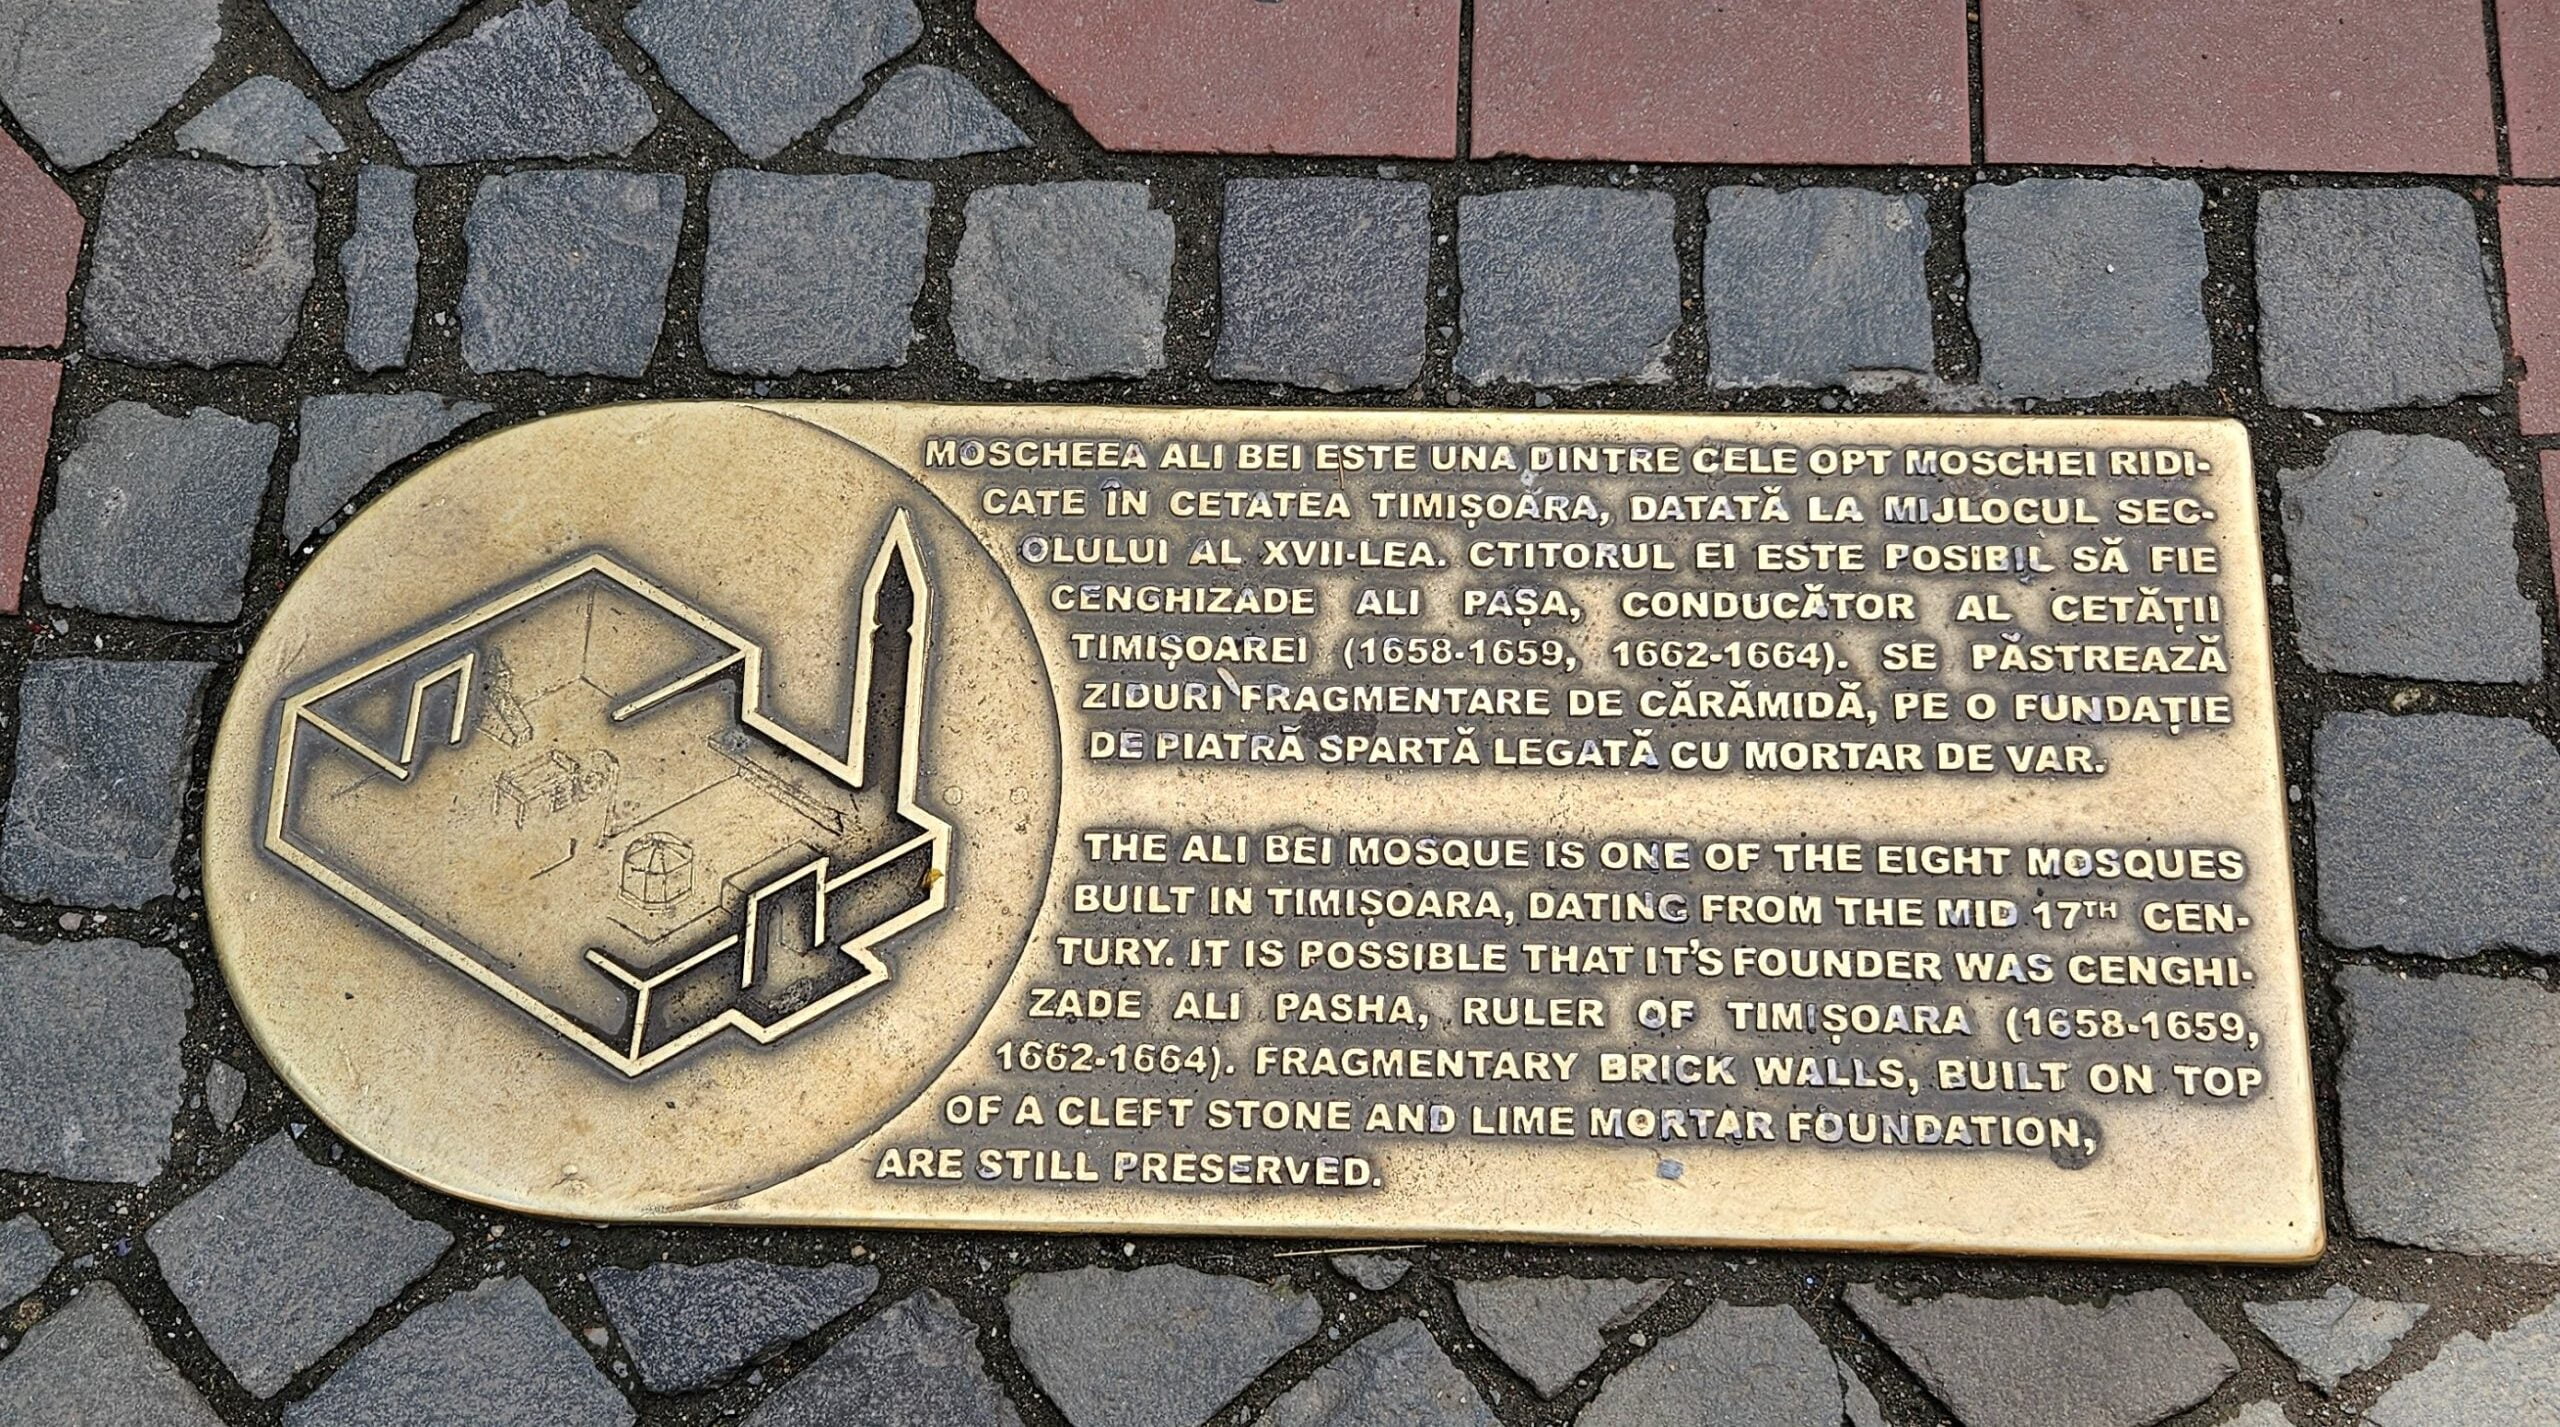 MOSCHEEA ALI BEI ESTE UNA DINTRE CELE OPT MOSCHEI RIDI-
CATE ÎN CETATEA TIMIȘOARA, DATATĂ LA MIJLOCUL SEC-
OLULUI AL XVII-LEA. CTITORUL EI ESTE POSIBIL SĂ FIE
CENGHIZADE ALI PAȘA, CONDUCĂTOR AL CETĂȚII
TIMIȘOAREI (1658-1659, 1662-1664). SE PĂSTREAZĂ
ZIDURI FRAGMENTARE DE CĂRĂMIDĂ, PE O FUNDAȚIE
DE PIATRĂ SPARTĂ LEGATĂ CU MORTAR DE VAR.
THE ALI BEI MOSQUE IS ONE OF THE EIGHT MOSQUES
BUILT IN TIMIȘOARA, DATING FROM THE MID 17TH CEN-
TURY. IT IS POSSIBLE THAT IT'S FOUNDER WAS CENGHI-
ZADE ALI PASHA, RULER OF TIMIȘOARA (1658-1659,
1662-1664). FRAGMENTARY BRICK WALLS, BUILT ON TOP
OF A CLEFT STONE AND LIME MORTAR FOUNDATION,
ARE STILL PRESERVED.